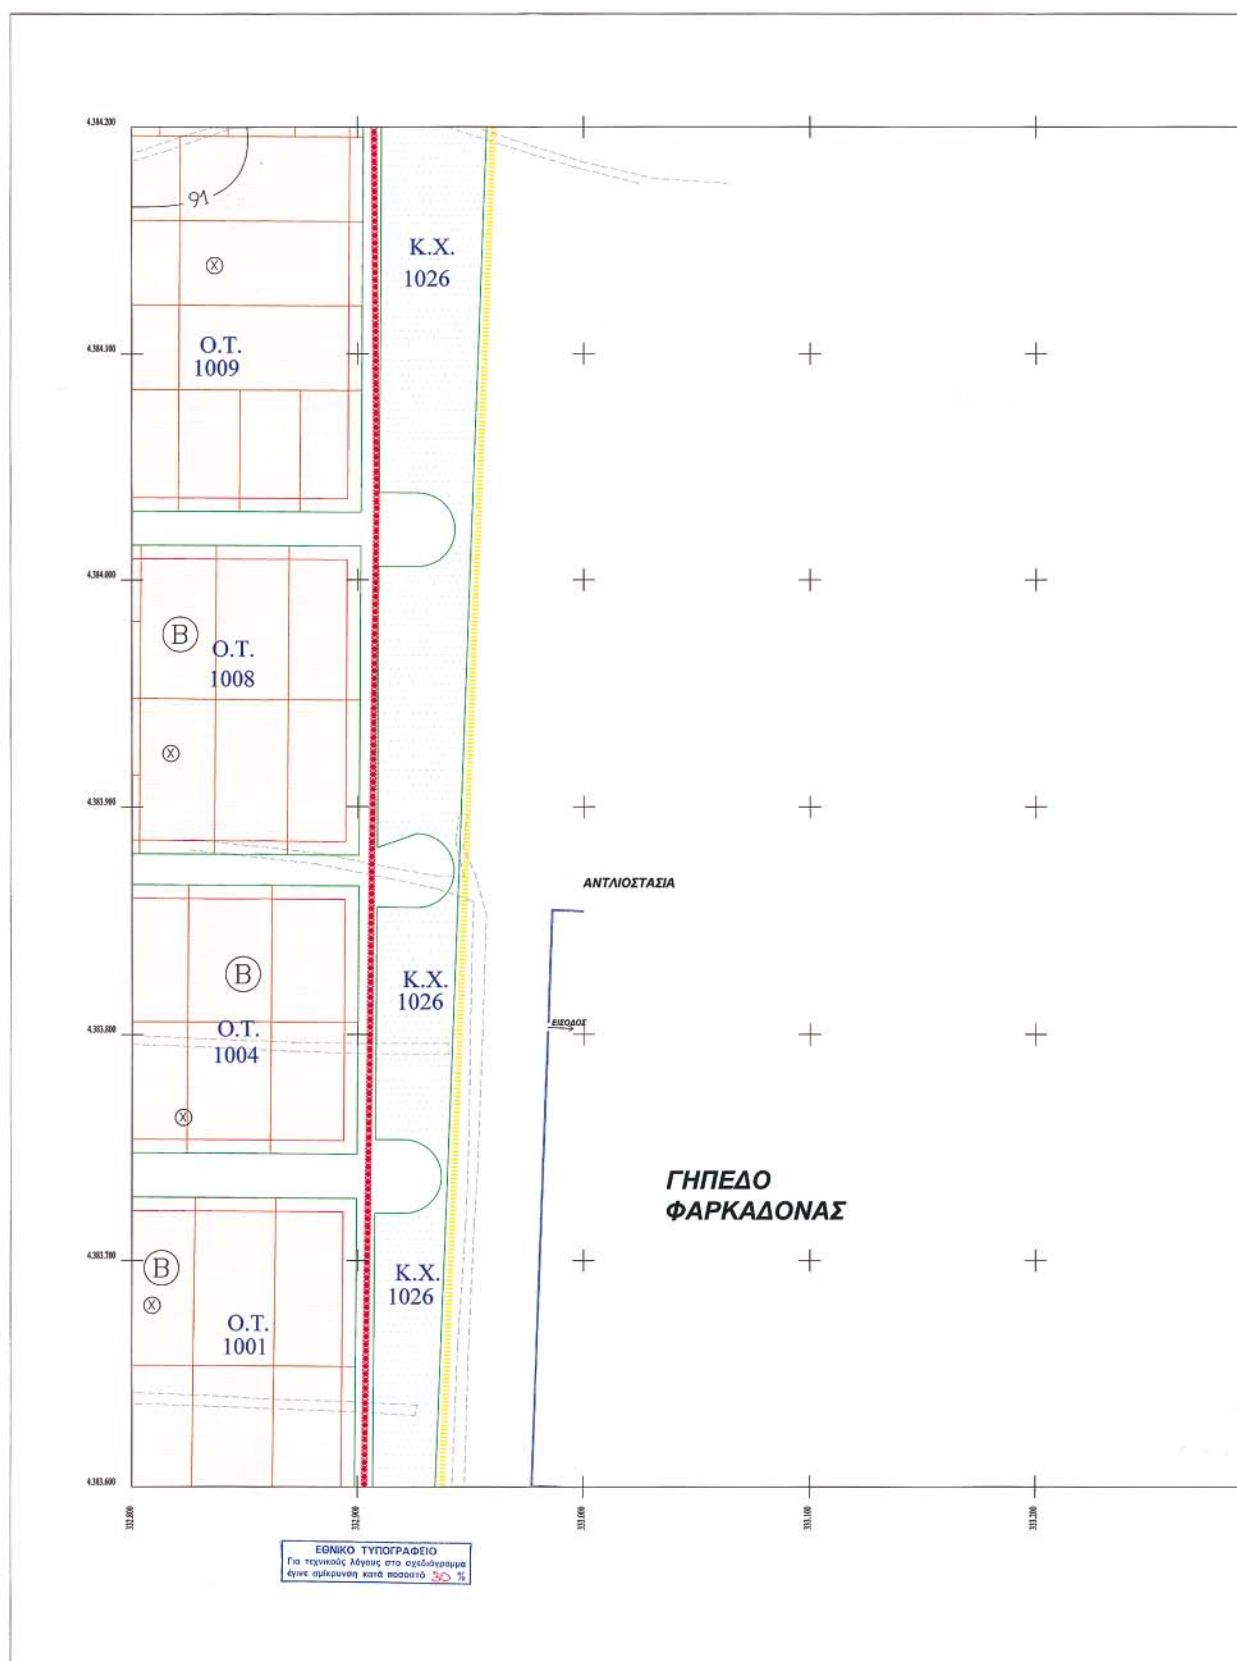 4.384.200
91
K.X.
1026
4.384.100
O.T.
1009
4.384.000
B
O.T.
1008
X
X
4.383.900
ΑΝΤΛΙΟΣΤΑΣΙΑ
B
K.X.
1026
ΕΙΣΟΔΟΣ
4.383.800
O.T.
1004
X
ΓΗΠΕΔΟ
ΦΑΡΚΑΔΟΝΑΣ
4.383.700
B
K.X.
1026
X
O.T.
1001
4.383.600
332.800
332.900
333.000
333.100
333.200
ΕΘΝΙΚΟ ΤΥΠΟΓΡΑΦΕΙΟ
Για τεχνικούς λόγους στο σχεδιάγραμμα
έγινε σμίκρυνση κατά ποσοστό 30 %